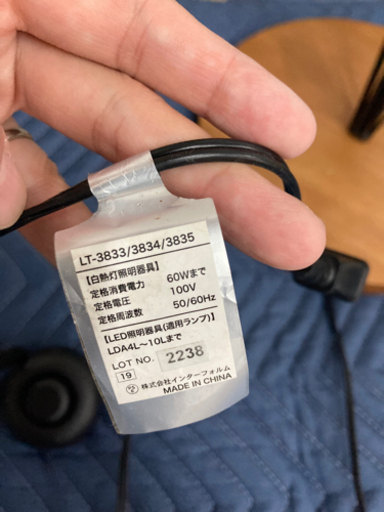 LT-3833/3834/3835
【白熱灯照明器具】
定格消費電力 60Wまで
定格電圧 100V
定格周波数 50/60Hz
【LED照明器具(適用ランプ)】
LDA4L～10Lまで
LOT NO. 2238
19
株式会社インターフォルム
MADE IN CHINA